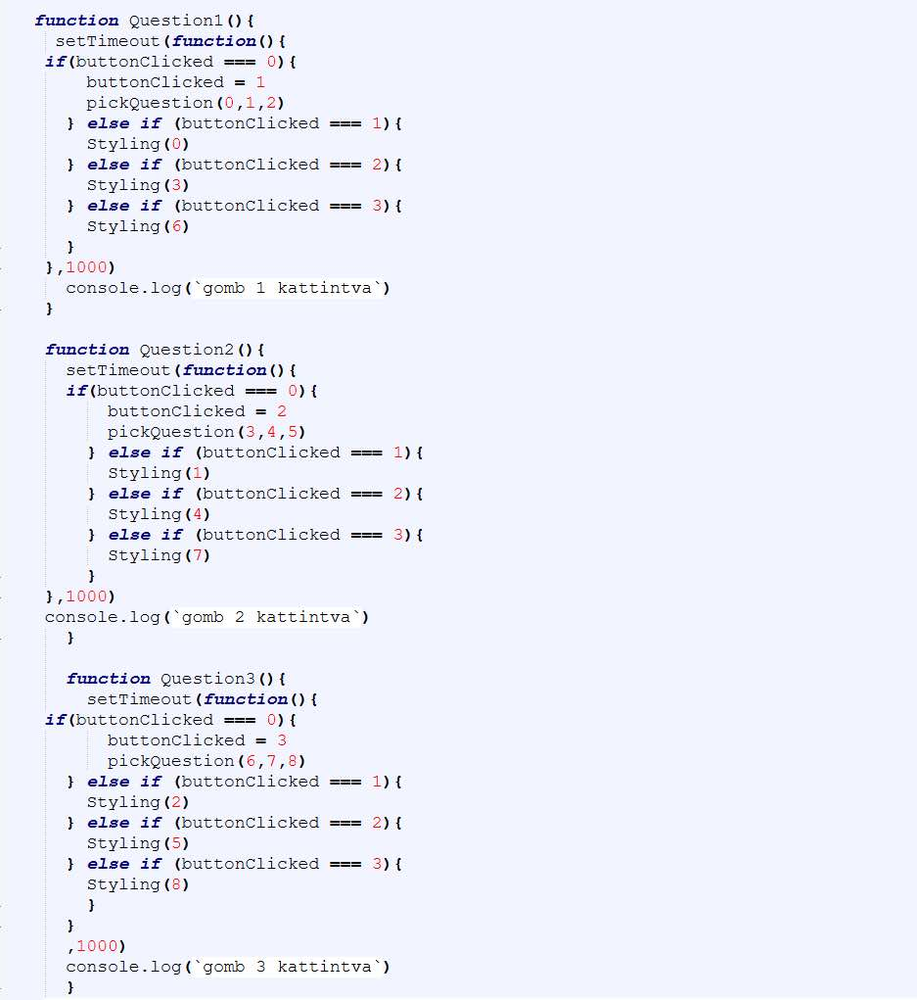 function Question1(){
setTimeout(function(){
if(buttonClicked === 0){
buttonClicked = 1
pickQuestion(0,1,2)
} else if (buttonClicked === 1){
Styling(0)
} else if (buttonClicked === 2){
Styling(3)
} else if (buttonClicked === 3){
Styling(6)
}
},1000)
console.log(`gomb 1 kattintva`)
}
function Question2(){
setTimeout(function(){
if(buttonClicked === 0){
buttonClicked = 2
pickQuestion(3,4,5)
} else if (buttonClicked === 1){
Styling(1)
} else if (buttonClicked === 2){
Styling(4)
} else if (buttonClicked === 3){
Styling(7)
}
},1000)
console.log(`gomb 2 kattintva`)
}
function Question3(){
setTimeout(function(){
if(buttonClicked === 0){
buttonClicked = 3
pickQuestion(6,7,8)
} else if (buttonClicked === 1){
Styling(2)
} else if (buttonClicked === 2){
Styling(5)
} else if (buttonClicked === 3){
Styling(8)
}
}
,1000)
console.log(`gomb 3 kattintva`)
}